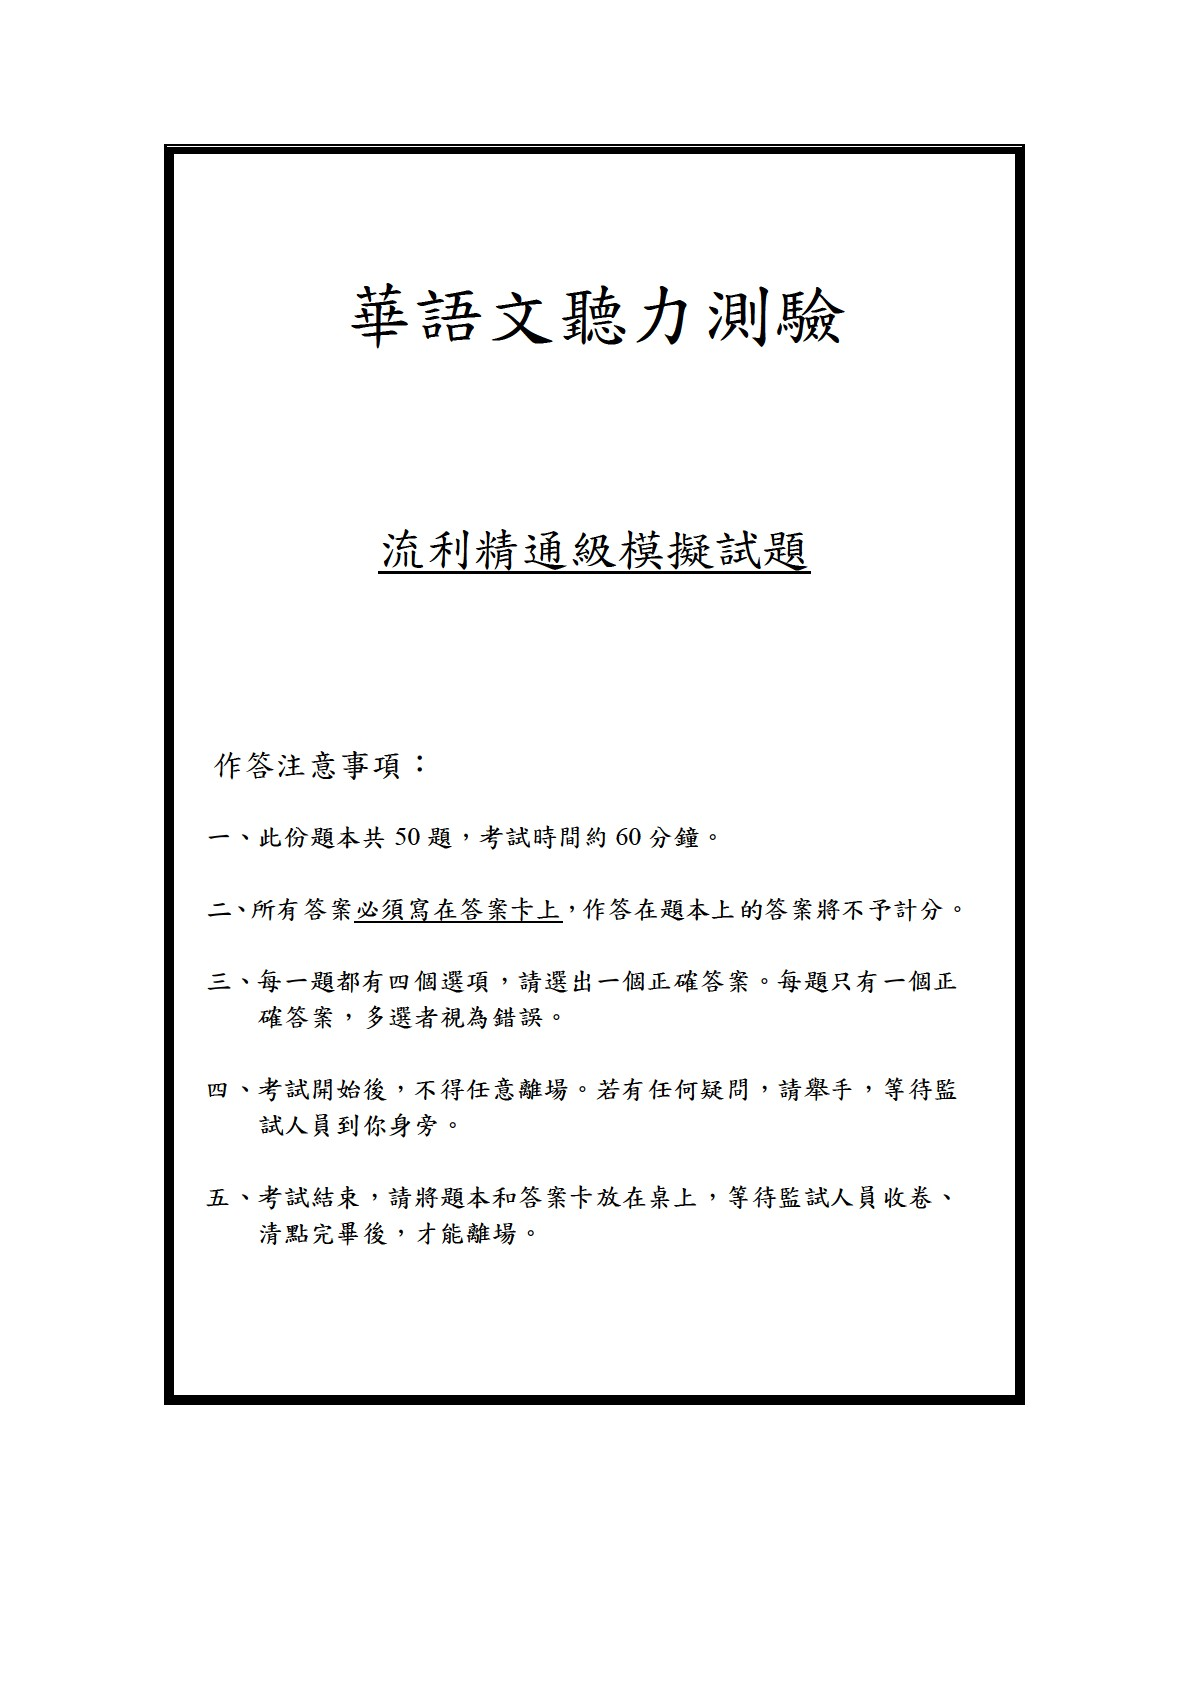 華語文聽力測驗
流利精通級模擬試題
作答注意事項：
一、此份題本共 50 題，考試時間約 60 分鐘。
二、所有答案必須寫在答案卡上，作答在題本上的答案將不予計分。
三、每一題都有四個選項，請選出一個正確答案。每題只有一個正
確答案，多選者視為錯誤。
四、考試開始後，不得任意離場。若有任何疑問，請舉手，等待監
試人員到你身旁。
五、考試結束，請將題本和答案卡放在桌上，等待監試人員收卷、
清點完畢後，才能離場。